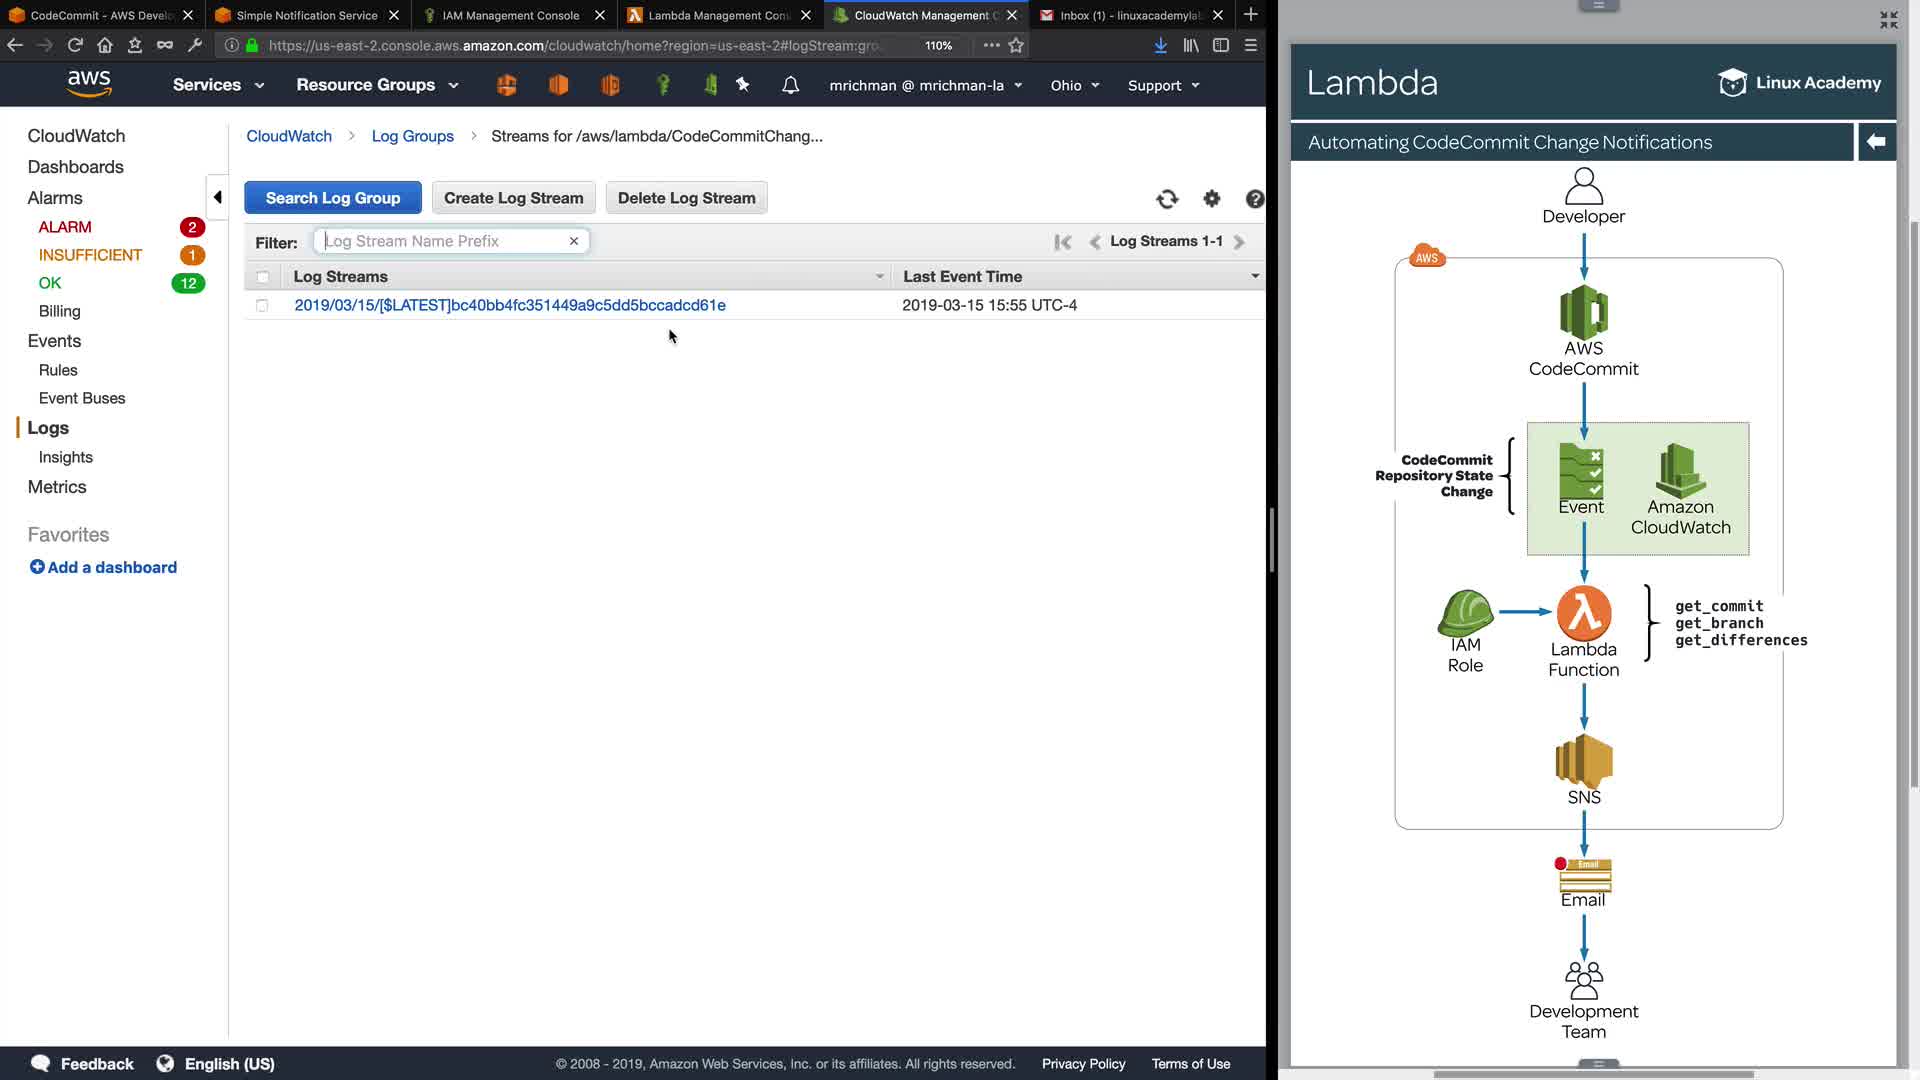 CodeCommit - AWS Develo
Simple Notification Service
IAM Management Console
Lambda Management Con
CloudWatch Management C
Inbox (1) - linuxacademyla
https://us-east-2.console.aws.amazon.com/cloudwatch/home?region=us-east-2#logStream:gro
110%
aws
Services
Resource Groups
mrichman @ mrichman-la
Ohio
Support
CloudWatch
Dashboards
Alarms
ALARM 2
INSUFFICIENT 1
OK 12
Billing
Events
Rules
Event Buses
Logs
Insights
Metrics
Favorites
Add a dashboard
CloudWatch > Log Groups > Streams for /aws/lambda/CodeCommitChang...
Search Log Group
Create Log Stream
Delete Log Stream
Filter:
Log Stream Name Prefix
Log Streams 1-1
Log Streams
Last Event Time
2019/03/15/[$LATEST]bc40bb4fc351449a9c5dd5bccadcd61e
2019-03-15 15:55 UTC-4
Feedback
English (US)
© 2008 - 2019, Amazon Web Services, Inc. or its affiliates. All rights reserved.
Privacy Policy
Terms of Use
Lambda
Linux Academy
Automating CodeCommit Change Notifications
Developer
AWS
AWS
CodeCommit
CodeCommit
Repository State
Change
Event
Amazon
CloudWatch
IAM
Role
Lambda
Function
get_commit
get_branch
get_differences
SNS
Email
Email
Development
Team